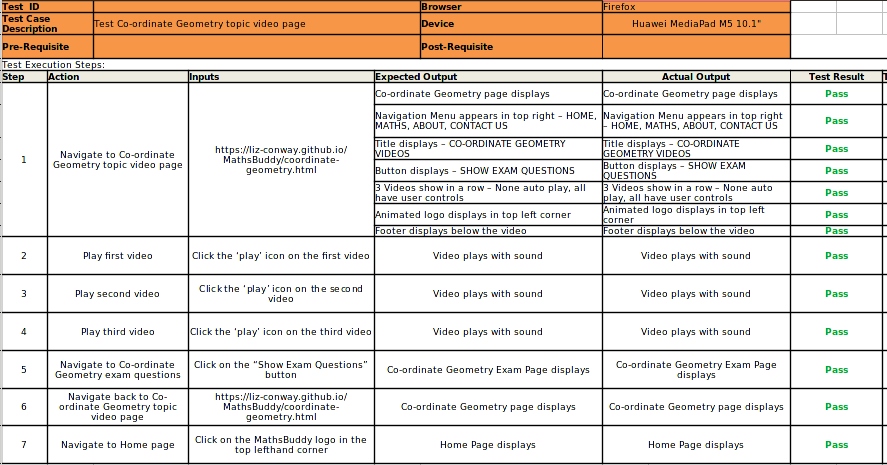 Test ID
Browser
Firefox
Test Case
Description
Test Co-ordinate Geometry topic video page
Device
Huawei MediaPad M5 10.1"
Pre-Requisite
Post-Requisite
Test Execution Steps:
Step
Action
Inputs
Expected Output
Actual Output
Test Result
1
Navigate to Co-ordinate
Geometry topic video page
https://liz-conway.github.io/
MathsBuddy/coordinate-
geometry.html
Co-ordinate Geometry page displays
Co-ordinate Geometry page displays
Pass
Navigation Menu appears in top right – HOME,
MATHS, ABOUT, CONTACT US
Navigation Menu appears in top right
– HOME, MATHS, ABOUT, CONTACT US
Pass
Title displays – CO-ORDINATE GEOMETRY
VIDEOS
Title displays – CO-ORDINATE
GEOMETRY VIDEOS
Pass
Button displays – SHOW EXAM QUESTIONS
Button displays – SHOW EXAM
QUESTIONS
Pass
3 Videos show in a row – None auto play, all
have user controls
3 Videos show in a row – None auto
play, all have user controls
Pass
Animated logo displays in top left corner
Animated logo displays in top left
corner
Pass
Footer displays below the video
Footer displays below the video
Pass
2
Play first video
Click the ‘play’ icon on the first video
Video plays with sound
Video plays with sound
Pass
3
Play second video
Click the ‘play’ icon on the second
video
Video plays with sound
Video plays with sound
Pass
4
Play third video
Click the ‘play’ icon on the third video
Video plays with sound
Video plays with sound
Pass
5
Navigate to Co-ordinate
Geometry exam questions
Click on the “Show Exam Questions”
button
Co-ordinate Geometry Exam Page displays
Co-ordinate Geometry Exam Page
displays
Pass
6
Navigate back to Co-
ordinate Geometry topic
video page
https://liz-conway.github.io/
MathsBuddy/coordinate-
geometry.html
Co-ordinate Geometry page displays
Co-ordinate Geometry page displays
Pass
7
Navigate to Home page
Click on the MathsBuddy logo in the
top lefthand corner
Home Page displays
Home Page displays
Pass